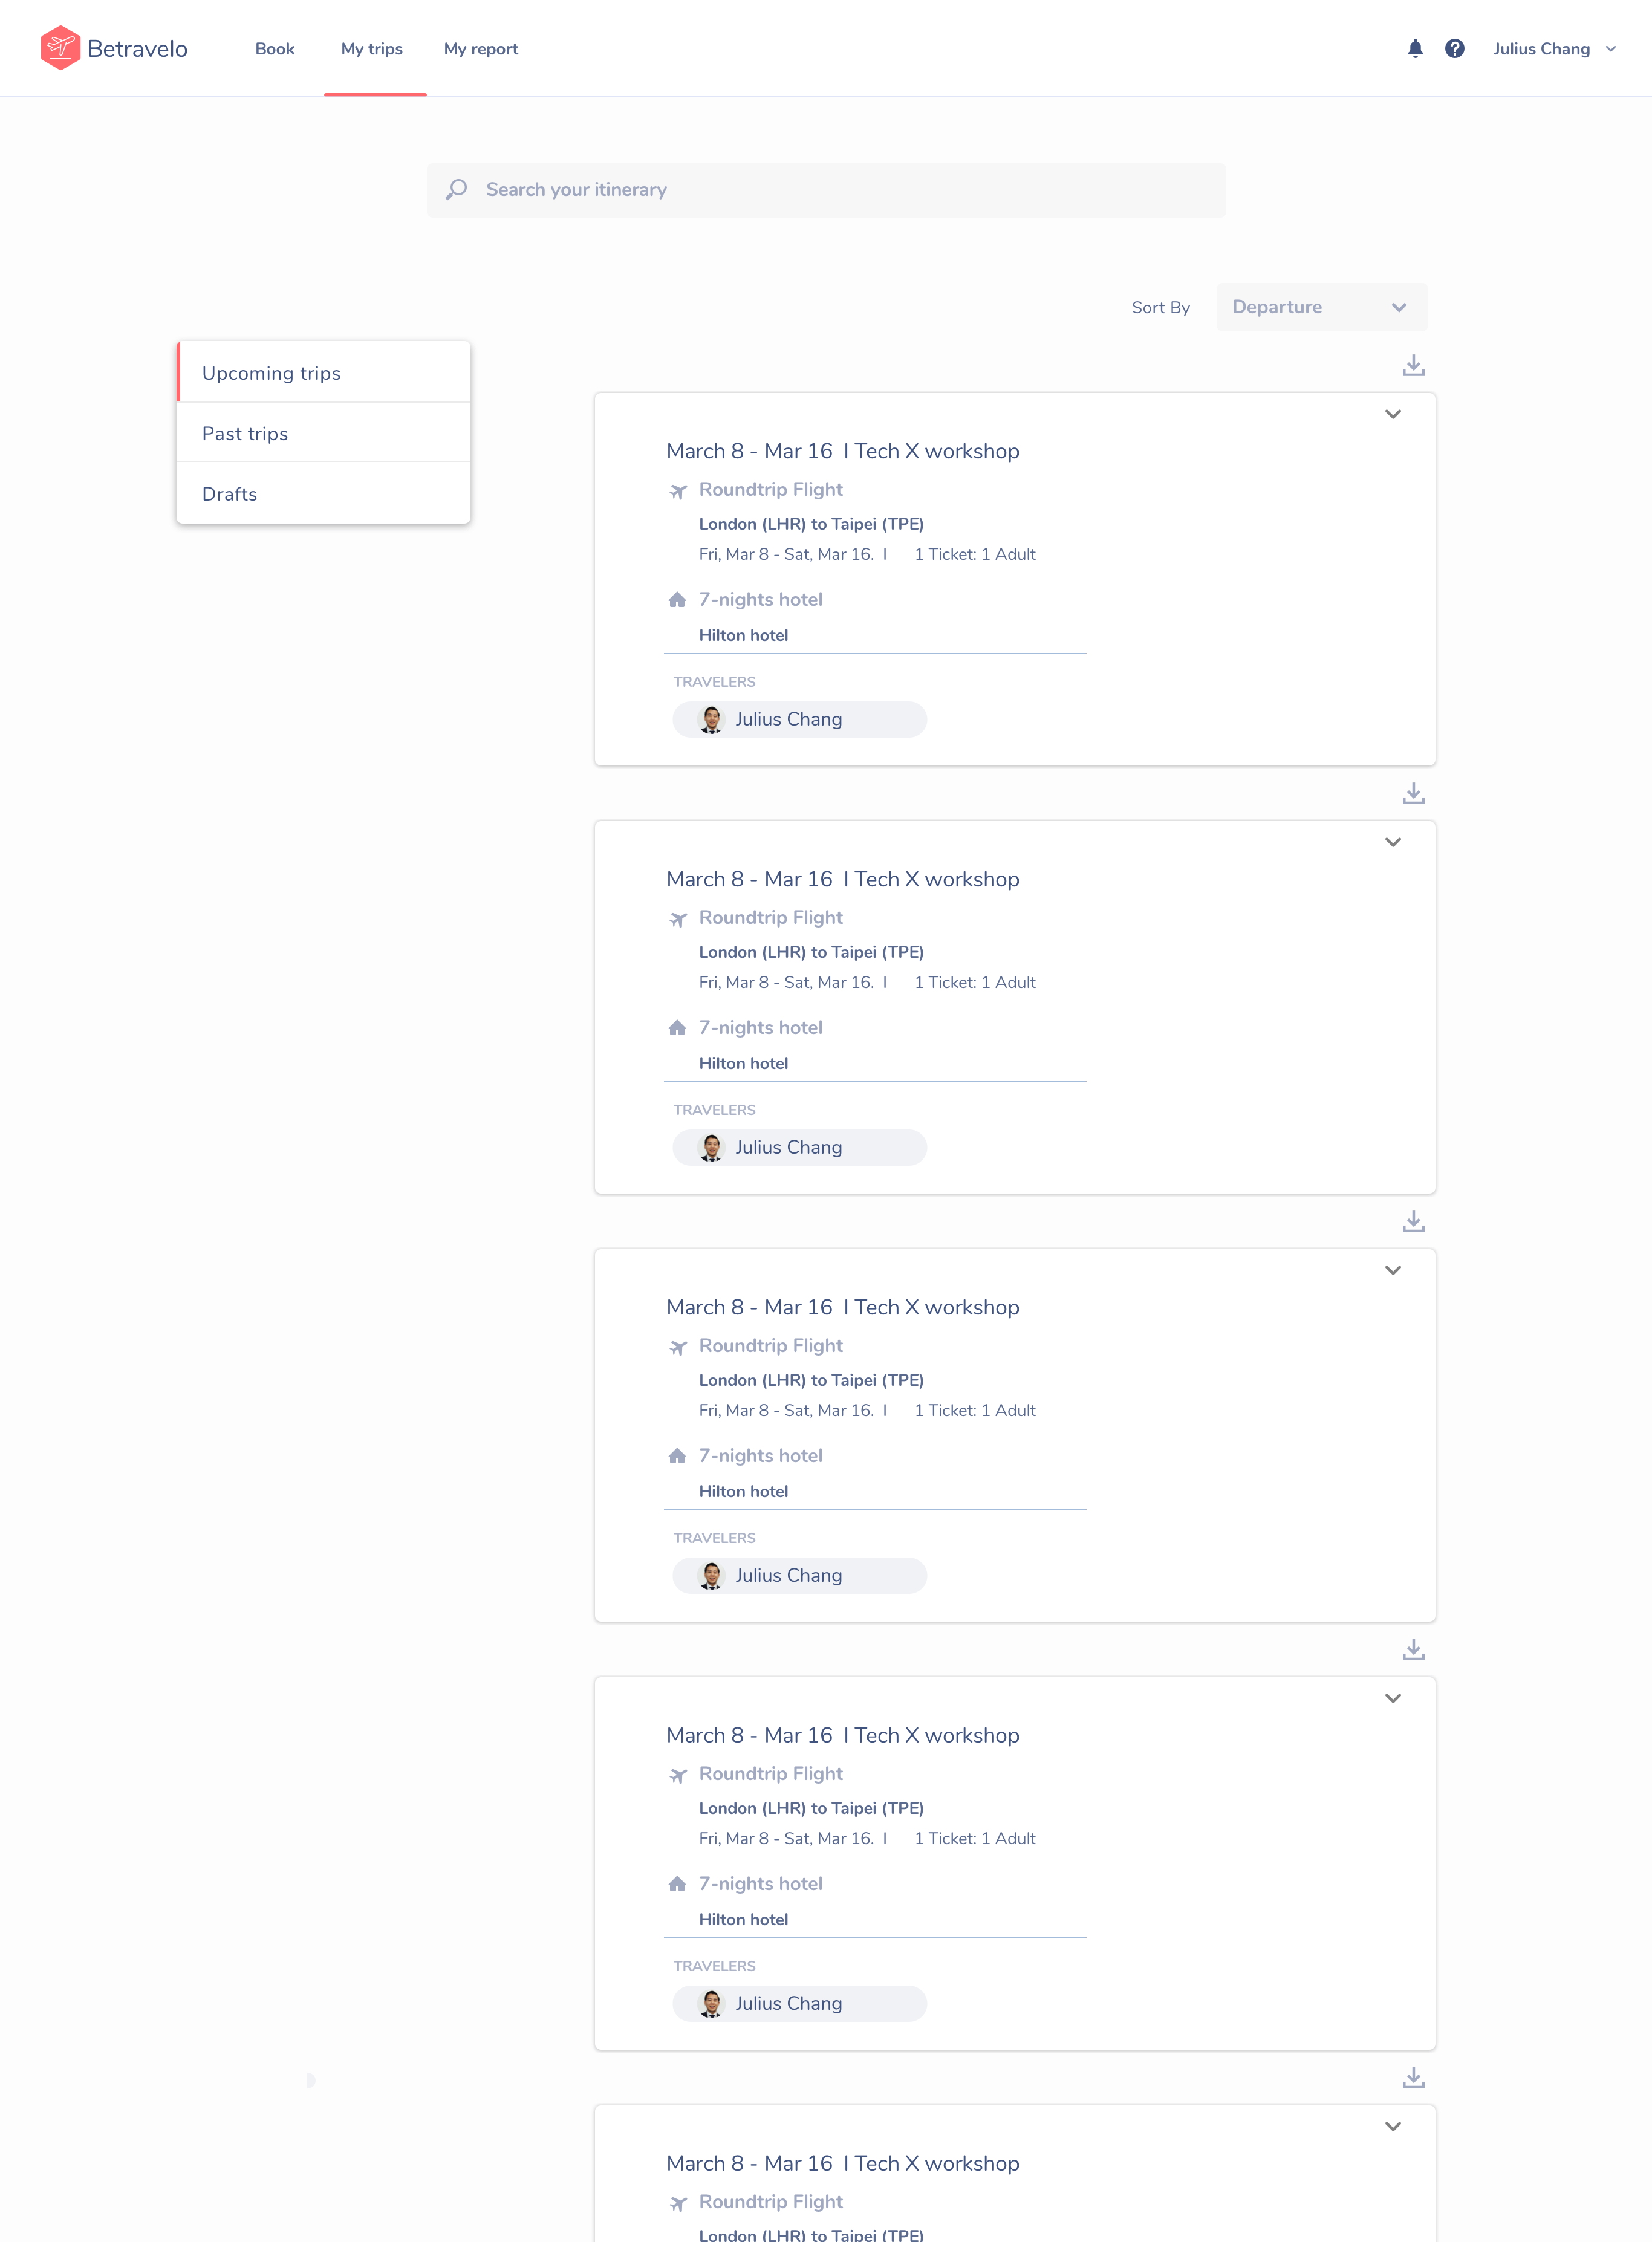 Betravelo
Book
My trips
My report
Julius Chang
Search your itinerary
Sort By
Departure
Upcoming trips
Past trips
Drafts
March 8 - Mar 16 I Tech X workshop
Roundtrip Flight
London (LHR) to Taipei (TPE)
Fri, Mar 8 - Sat, Mar 16. I 1 Ticket: 1 Adult
7-nights hotel
Hilton hotel
TRAVELERS
Julius Chang
March 8 - Mar 16 I Tech X workshop
Roundtrip Flight
London (LHR) to Taipei (TPE)
Fri, Mar 8 - Sat, Mar 16. I 1 Ticket: 1 Adult
7-nights hotel
Hilton hotel
TRAVELERS
Julius Chang
March 8 - Mar 16 I Tech X workshop
Roundtrip Flight
London (LHR) to Taipei (TPE)
Fri, Mar 8 - Sat, Mar 16. I 1 Ticket: 1 Adult
7-nights hotel
Hilton hotel
TRAVELERS
Julius Chang
March 8 - Mar 16 I Tech X workshop
Roundtrip Flight
London (LHR) to Taipei (TPE)
Fri, Mar 8 - Sat, Mar 16. I 1 Ticket: 1 Adult
7-nights hotel
Hilton hotel
TRAVELERS
Julius Chang
March 8 - Mar 16 I Tech X workshop
Roundtrip Flight
London (LHR) to Taipei (TPE)